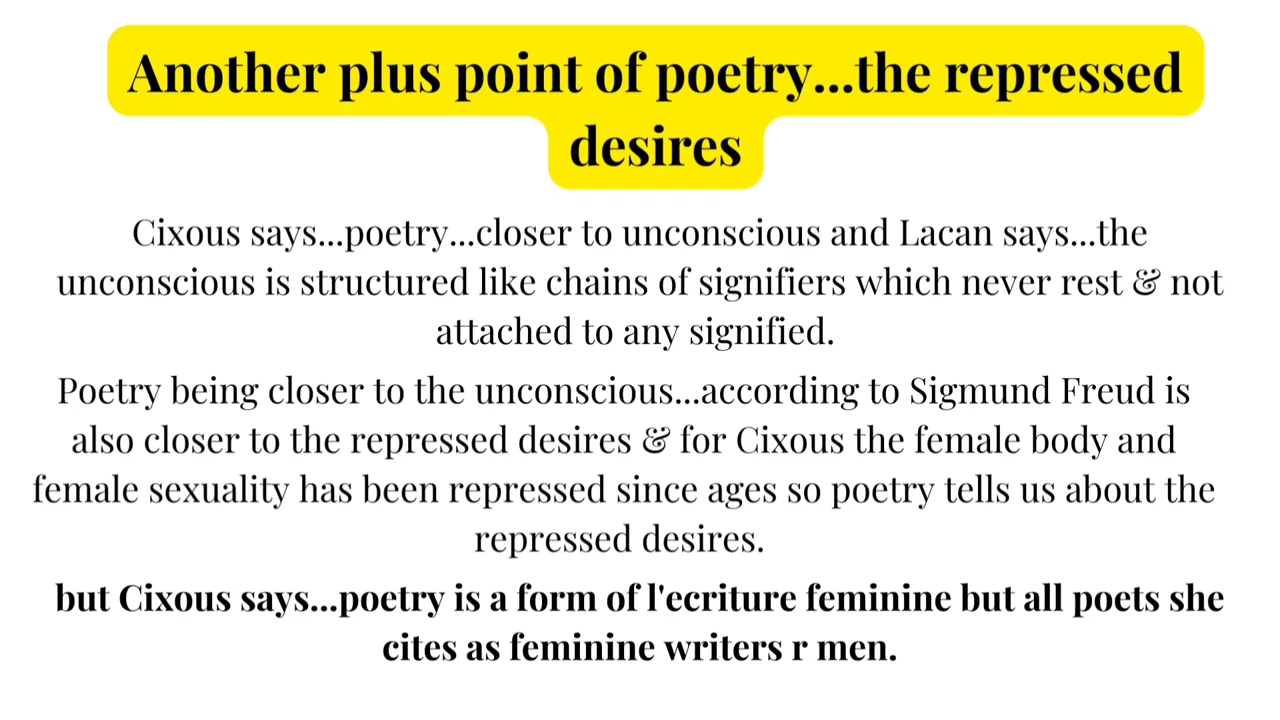 Another plus point of poetry...the repressed
desires
Cixous says...poetry...closer to unconscious and Lacan says...the
unconscious is structured like chains of signifiers which never rest & not
attached to any signified.
Poetry being closer to the unconscious...according to Sigmund Freud is
also closer to the repressed desires & for Cixous the female body and
female sexuality has been repressed since ages so poetry tells us about the
repressed desires.
but Cixous says...poetry is a form of l'ecriture feminine but all poets she
cites as feminine writers r men.